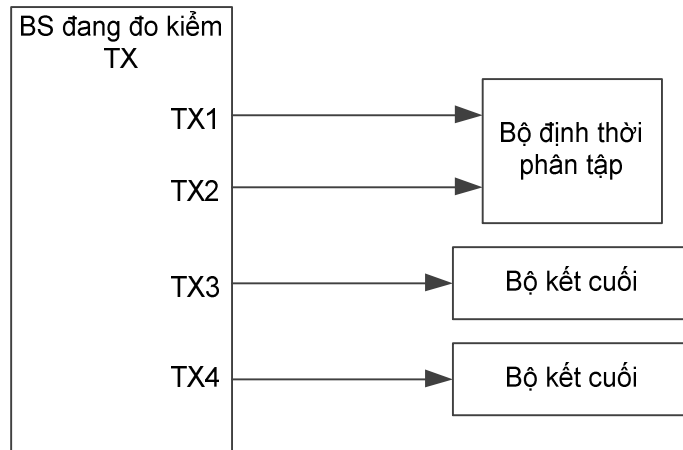 BS đang đo kiểm
TX
TX1
Bộ định thời
phân tập
TX2
TX3
Bộ kết cuối
TX4
Bộ kết cuối